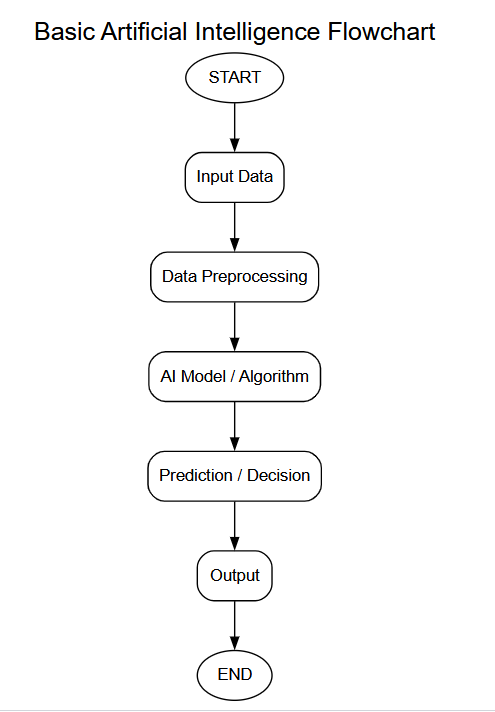 Basic Artificial Intelligence Flowchart
START
Input Data
Data Preprocessing
AI Model / Algorithm
Prediction / Decision
Output
END